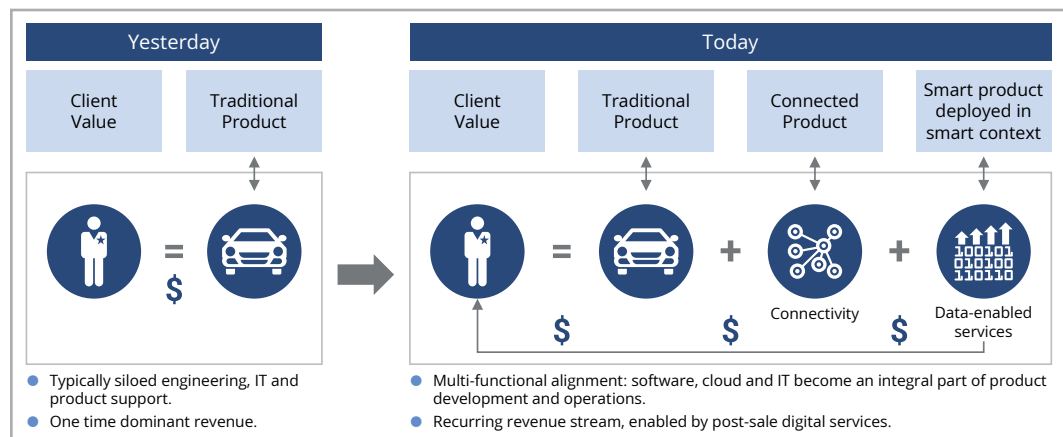 Yesterday
Client
Value
Traditional
Product
=
$
Typically siloed engineering, IT and
product support.
One time dominant revenue.
Today
Client
Value
Traditional
Product
Connected
Product
Smart product
deployed in
smart context
=
+
+
100101
010100
110110
Connectivity
Data-enabled
services
$
$
$
Multi-functional alignment: software, cloud and IT become an integral part of product
development and operations.
Recurring revenue stream, enabled by post-sale digital services.